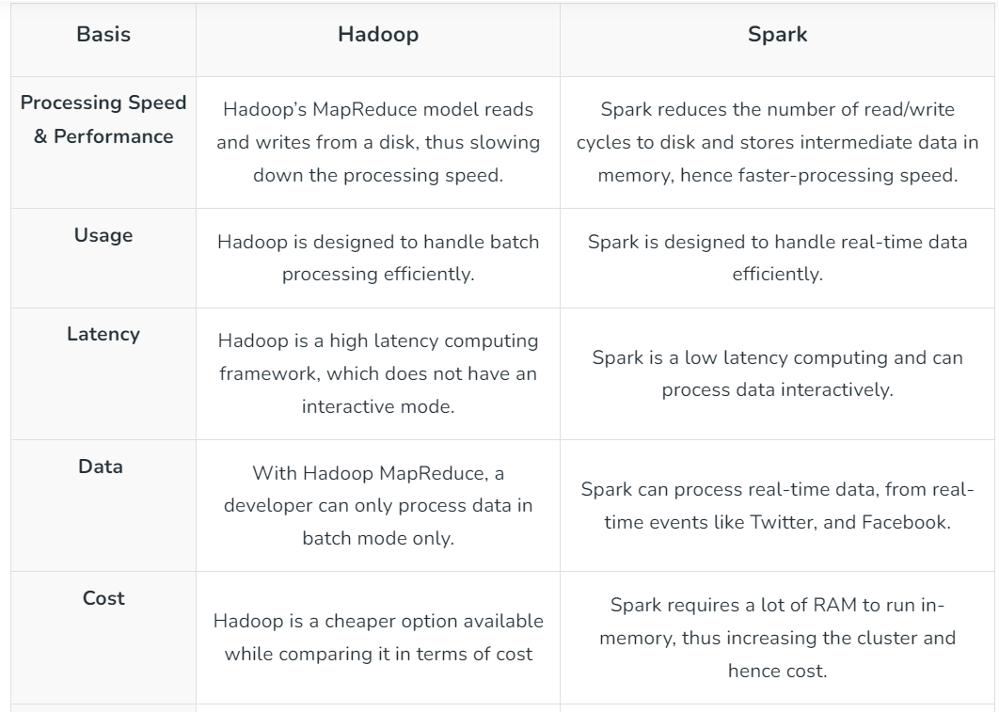 Basis
Hadoop
Spark
Processing Speed
& Performance
Hadoop’s MapReduce model reads
and writes from a disk, thus slowing
down the processing speed.
Spark reduces the number of read/write
cycles to disk and stores intermediate data in
memory, hence faster-processing speed.
Usage
Hadoop is designed to handle batch
processing efficiently.
Spark is designed to handle real-time data
efficiently.
Latency
Hadoop is a high latency computing
framework, which does not have an
interactive mode.
Spark is a low latency computing and can
process data interactively.
Data
With Hadoop MapReduce, a
developer can only process data in
batch mode only.
Spark can process real-time data, from real-
time events like Twitter, and Facebook.
Cost
Hadoop is a cheaper option available
while comparing it in terms of cost
Spark requires a lot of RAM to run in-
memory, thus increasing the cluster and
hence cost.